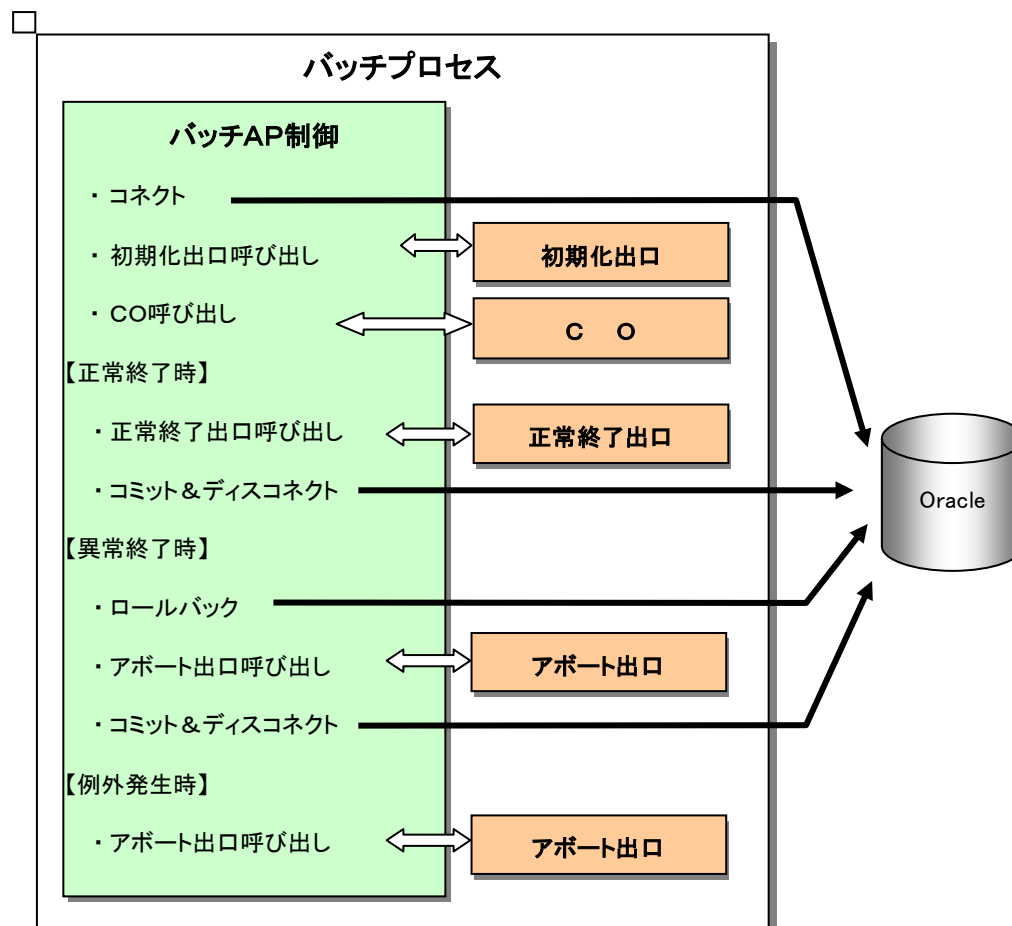 バッチプロセス
バッチAP制御
・ コネクト
・ 初期化出口呼び出し
初期化出口
・ CO呼び出し
C O
【正常終了時】
・正常終了出口呼び出し
正常終了出口
・コミット&ディスコネクト
Oracle
【異常終了時】
・ロールバック
・アボート出口呼び出し
アボート出口
・コミット&ディスコネクト
【例外発生時】
・アボート出口呼び出し
アボート出口